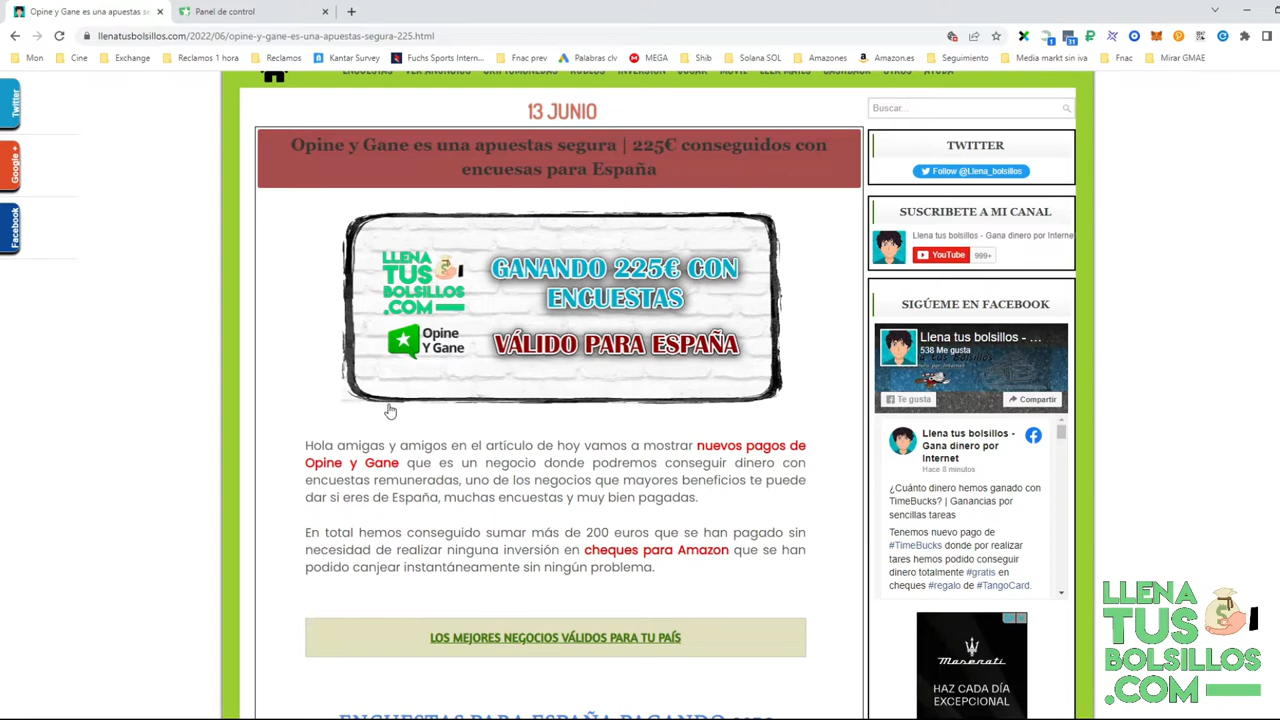 Opine y Gane es una apuestas se
Panel de control
llenatusbolsillos.com/2022/06/opine-y-gane-es-una-apuestas-segura-225.html
Mon
Cine
Exchange
Reclamos 1 hora
Reclamos
Kantar Survey
Fuchs Sports Intern...
Fnac prev
Palabras clv
MEGA
Shib
Solana SOL
Amazones
Amazon.es
Seguimiento
Media markt sin iva
Fnac
Mirar GMAE
Twitter
Google +
Facebook
13 JUNIO
Opine y Gane es una apuestas segura | 225€ conseguidos con
encuesas para España
LLENA
TUS
BOLSILLOS
.COM
GANANDO 225€ CON
ENCUESTAS
Opine
Y Gane
VÁLIDO PARA ESPAÑA
Hola amigas y amigos en el artículo de hoy vamos a mostrar nuevos pagos de
Opine y Gane que es un negocio donde podremos conseguir dinero con
encuestas remuneradas, uno de los negocios que mayores beneficios te puede
dar si eres de España, muchas encuestas y muy bien pagadas.
En total hemos conseguido sumar más de 200 euros que se han pagado sin
necesidad de realizar ninguna inversión en cheques para Amazon que se han
podido canjear instantáneamente sin ningún problema.
LOS MEJORES NEGOCIOS VÁLIDOS PARA TU PAÍS
Buscar...
TWITTER
Follow @Llena_bolsillos
SUSCRIBETE A MI CANAL
Llena tus bolsillos - Gana dinero por Interne
YouTube 999+
SIGÚEME EN FACEBOOK
Llena tus bolsillos - ...
538 Me gusta
Te gusta
Compartir
Llena tus bolsillos -
Gana dinero por
Internet
Hace 8 minutos
¿Cuánto dinero hemos ganado con
TimeBucks? | Ganancias por
sencillas tareas
Tenemos nuevo pago de
#TimeBucks donde por realizar
tares hemos podido conseguir
dinero totalmente #gratis en
cheques #regalo de #TangoCard.
MASERATI
HAZ CADA DÍA
EXCEPCIONAL
LLENA
TUS
BOLSILLOS
.COM